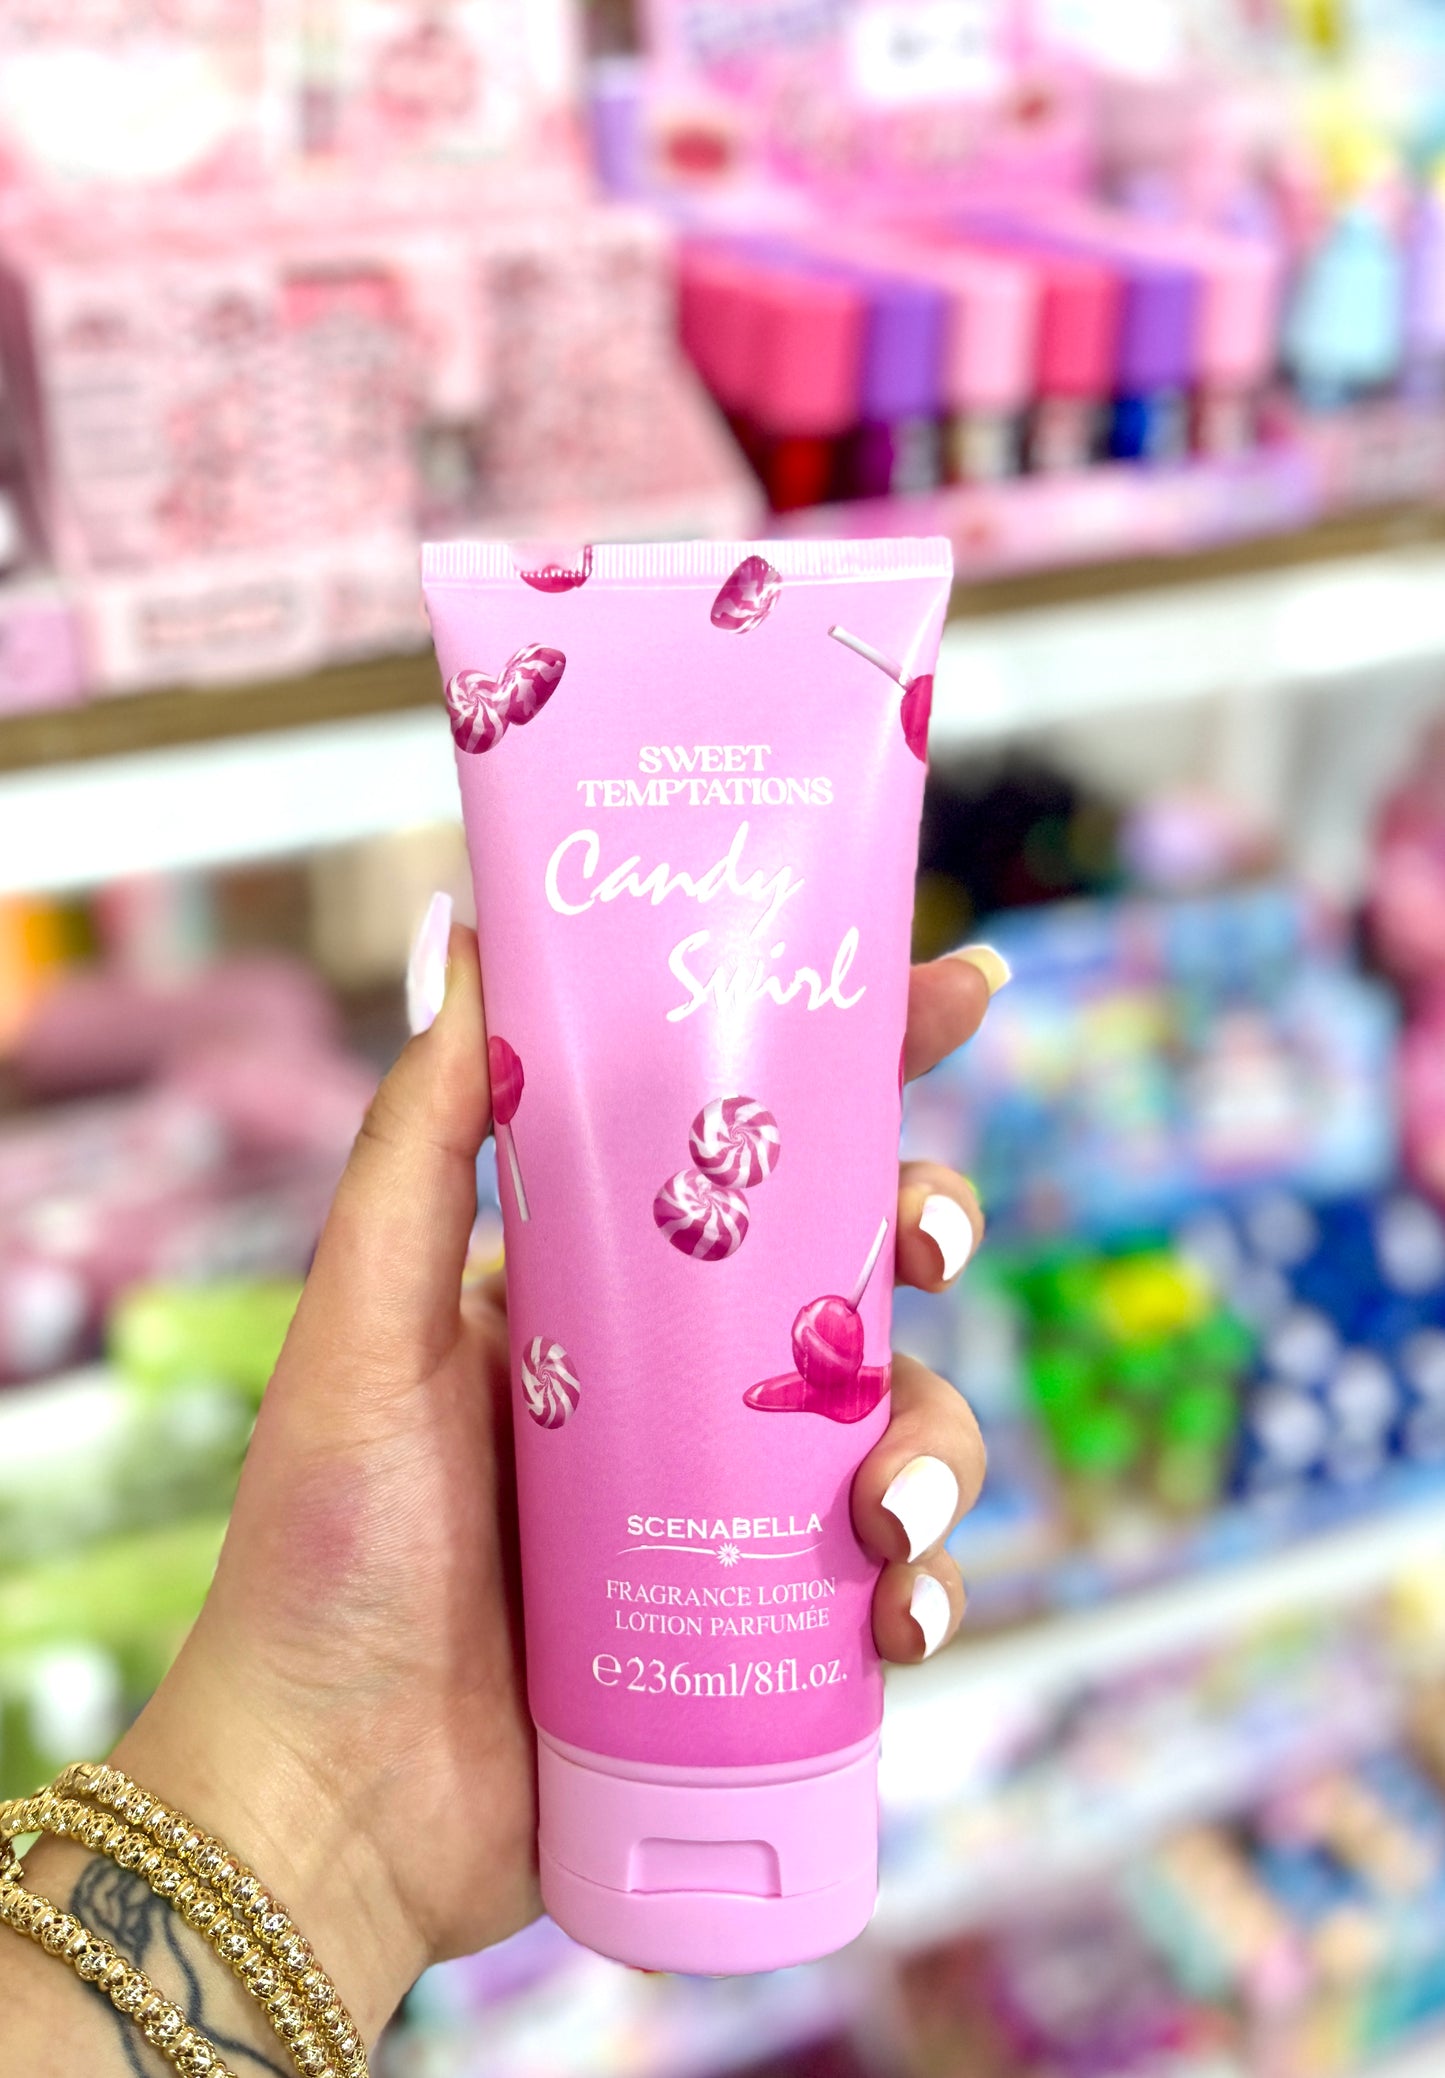 SWEET
TEMPTATIONS
Candy
Swirl
SCENABELLA
FRAGRANCE LOTION
LOTION PARFUMÉE
℮236ml/8fl.oz.